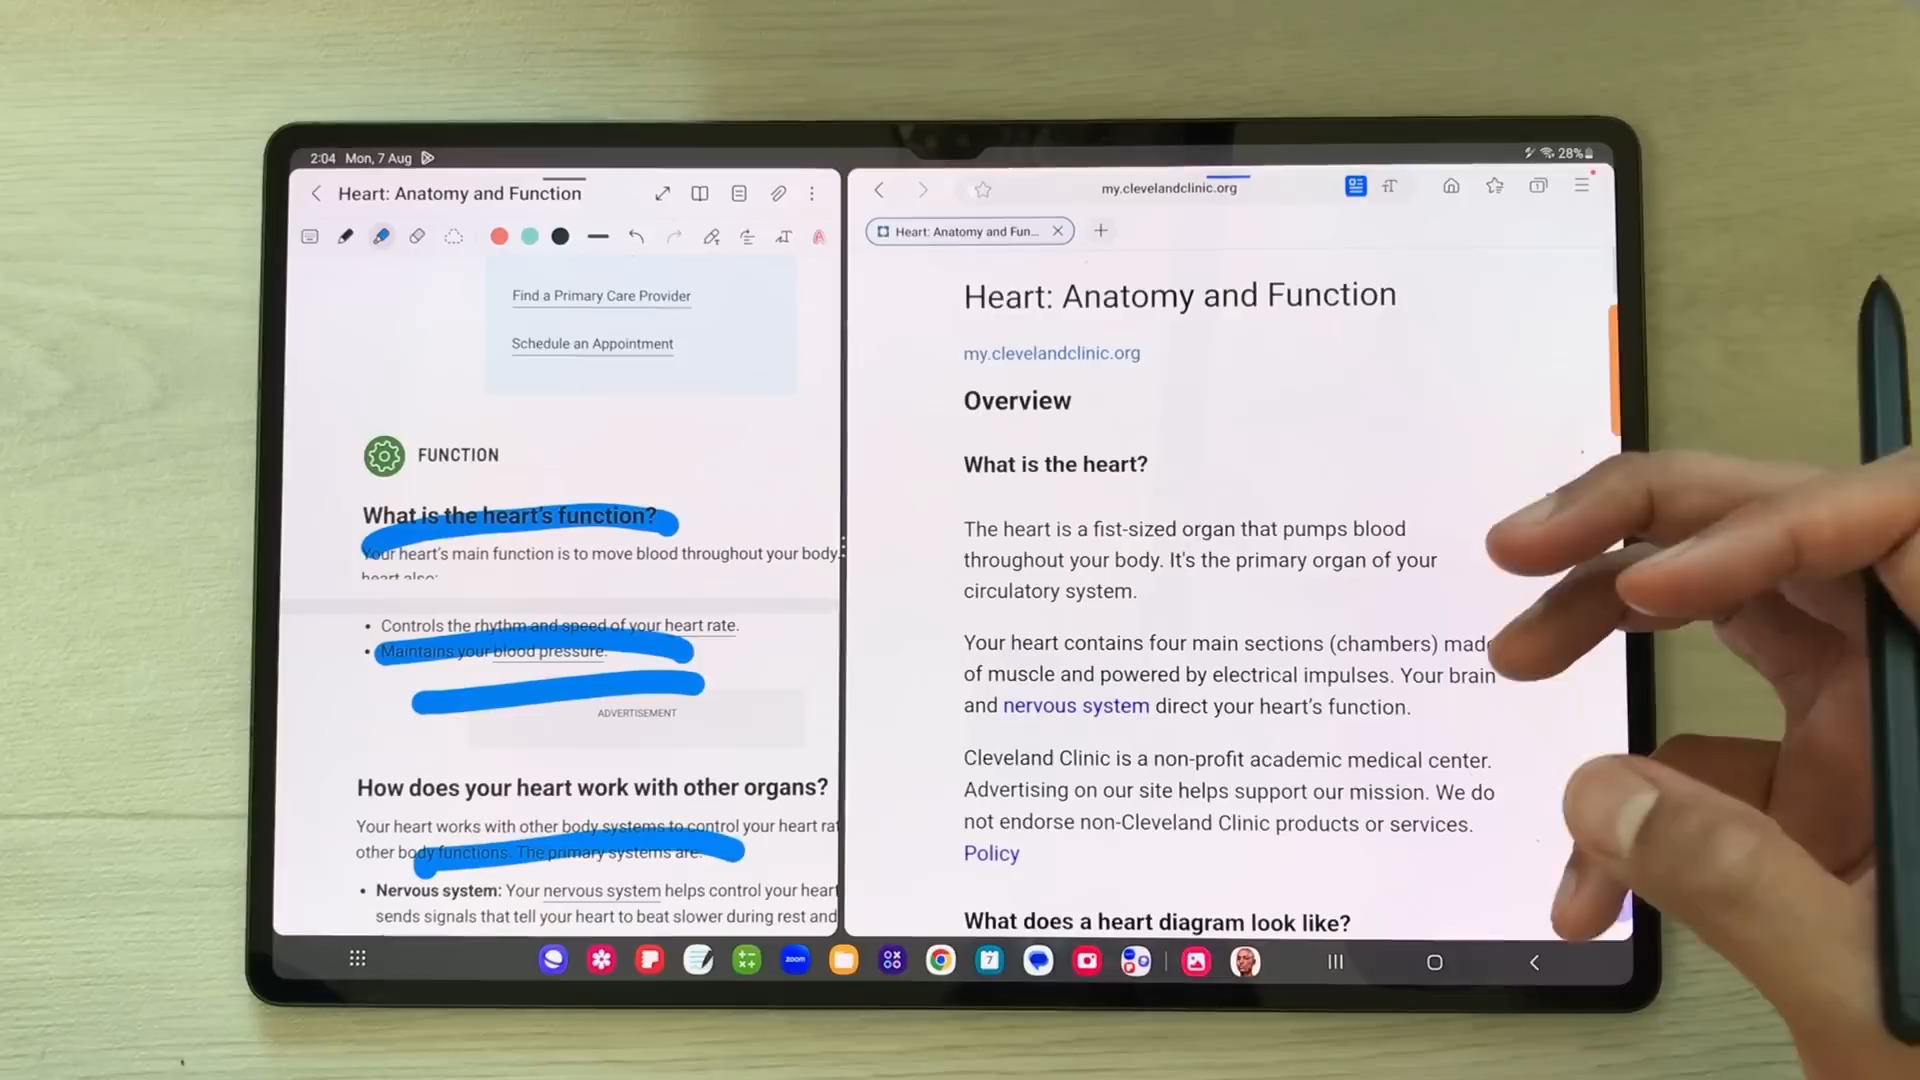 2:04 Mon, 7 Aug
28%
Heart: Anatomy and Function
Find a Primary Care Provider
Schedule an Appointment
FUNCTION
What is the heart's function?
Your heart's main function is to move blood throughout your body.
heart also:
• Controls the rhythm and speed of your heart rate.
• Maintains your blood pressure.
ADVERTISEMENT
How does your heart work with other organs?
Your heart works with other body systems to control your heart
other body functions. The primary systems are:
• Nervous system: Your nervous system helps control your heart
sends signals that tell your heart to beat slower during rest and
my.clevelandclinic.org
Heart: Anatomy and Fun...
Heart: Anatomy and Function
my.clevelandclinic.org
Overview
What is the heart?
The heart is a fist-sized organ that pumps blood
throughout your body. It's the primary organ of your
circulatory system.
Your heart contains four main sections (chambers) made
of muscle and powered by electrical impulses. Your brain
and nervous system direct your heart's function.
Cleveland Clinic is a non-profit academic medical center.
Advertising on our site helps support our mission. We do
not endorse non-Cleveland Clinic products or services.
Policy
What does a heart diagram look like?
zoom
7